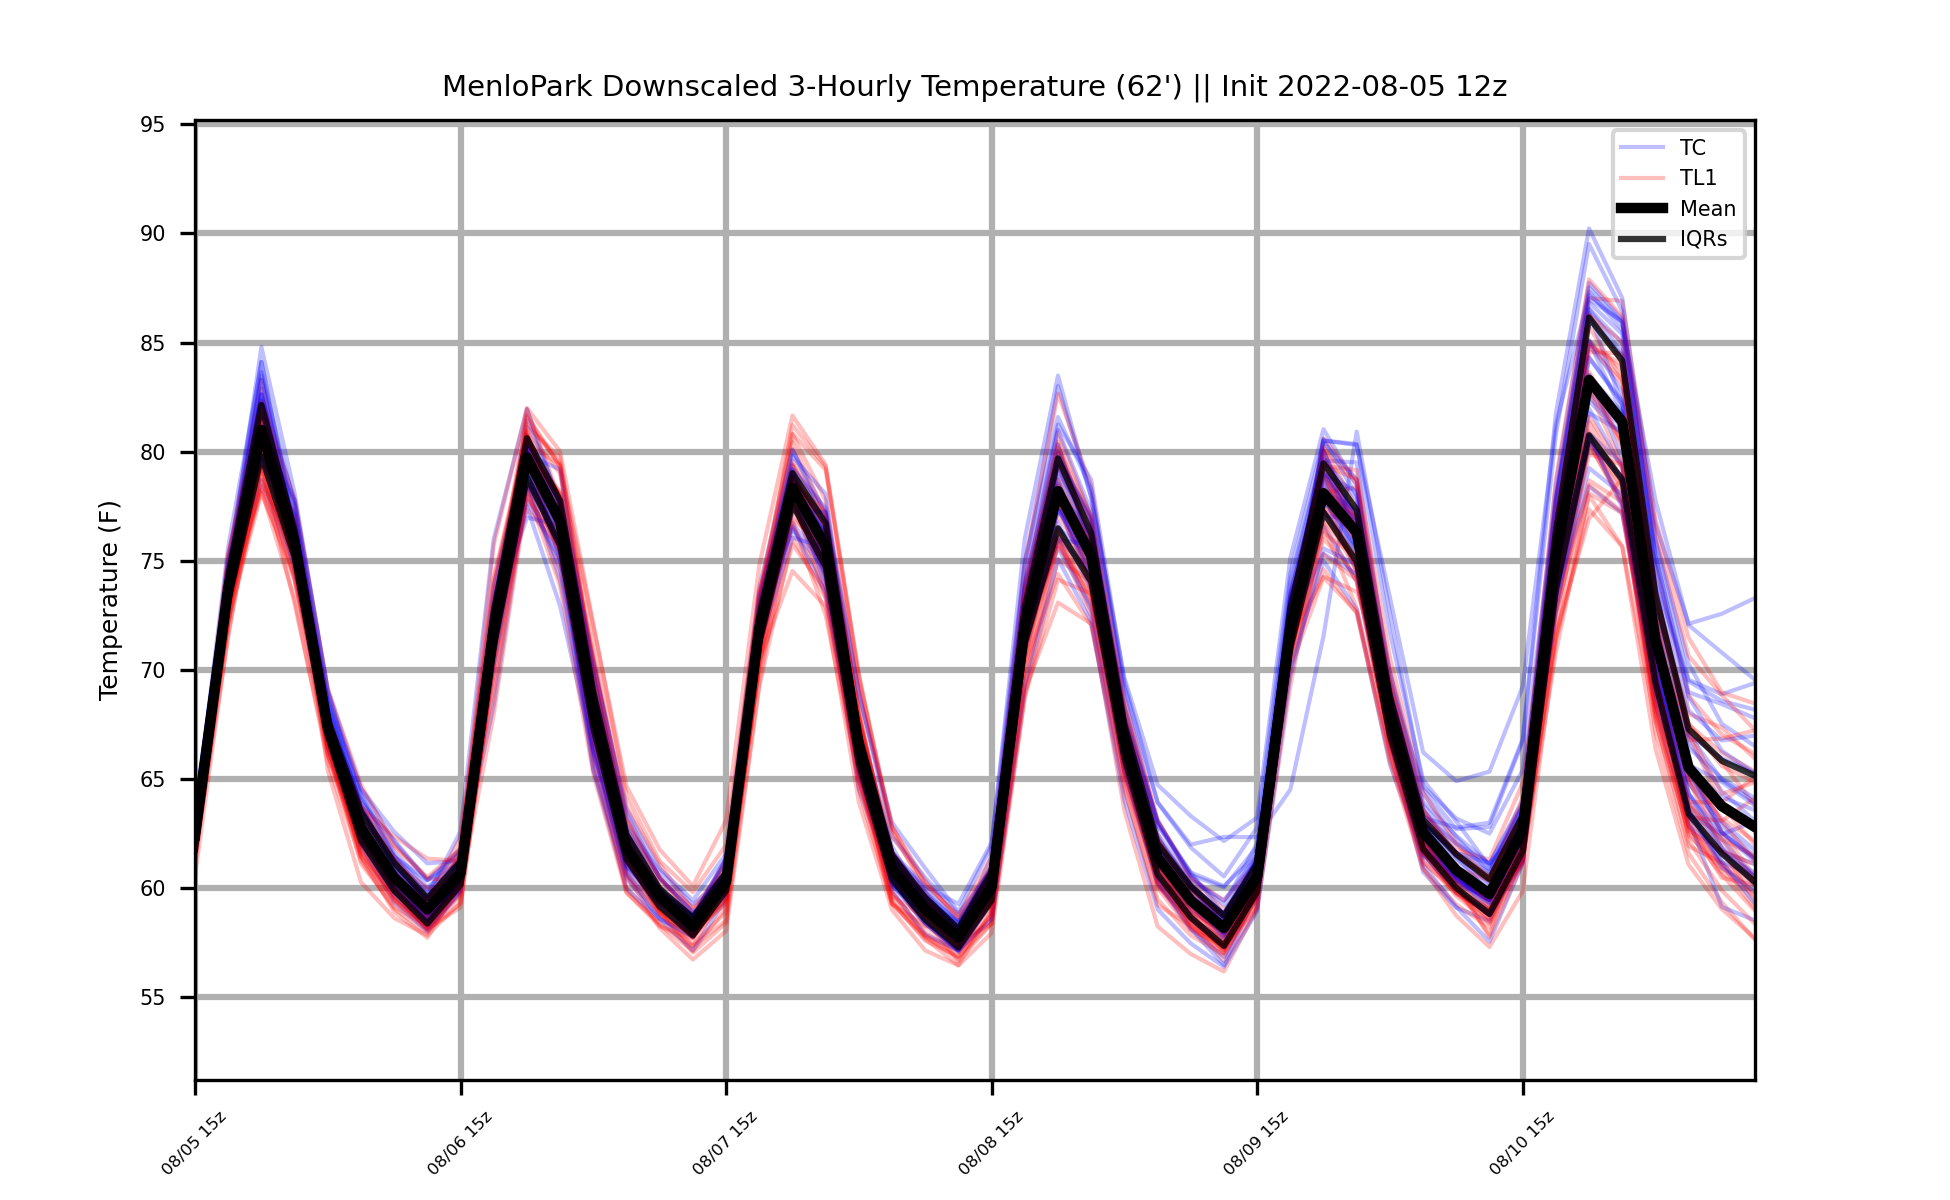 MenloPark Downscaled 3-Hourly Temperature (62') || Init 2022-08-05 12z
TC
TL1
Mean
IQRs
Temperature (F)
95
90
85
80
75
70
65
60
55
08/05 15z
08/06 15z
08/07 15z
08/08 15z
08/09 15z
08/10 15z